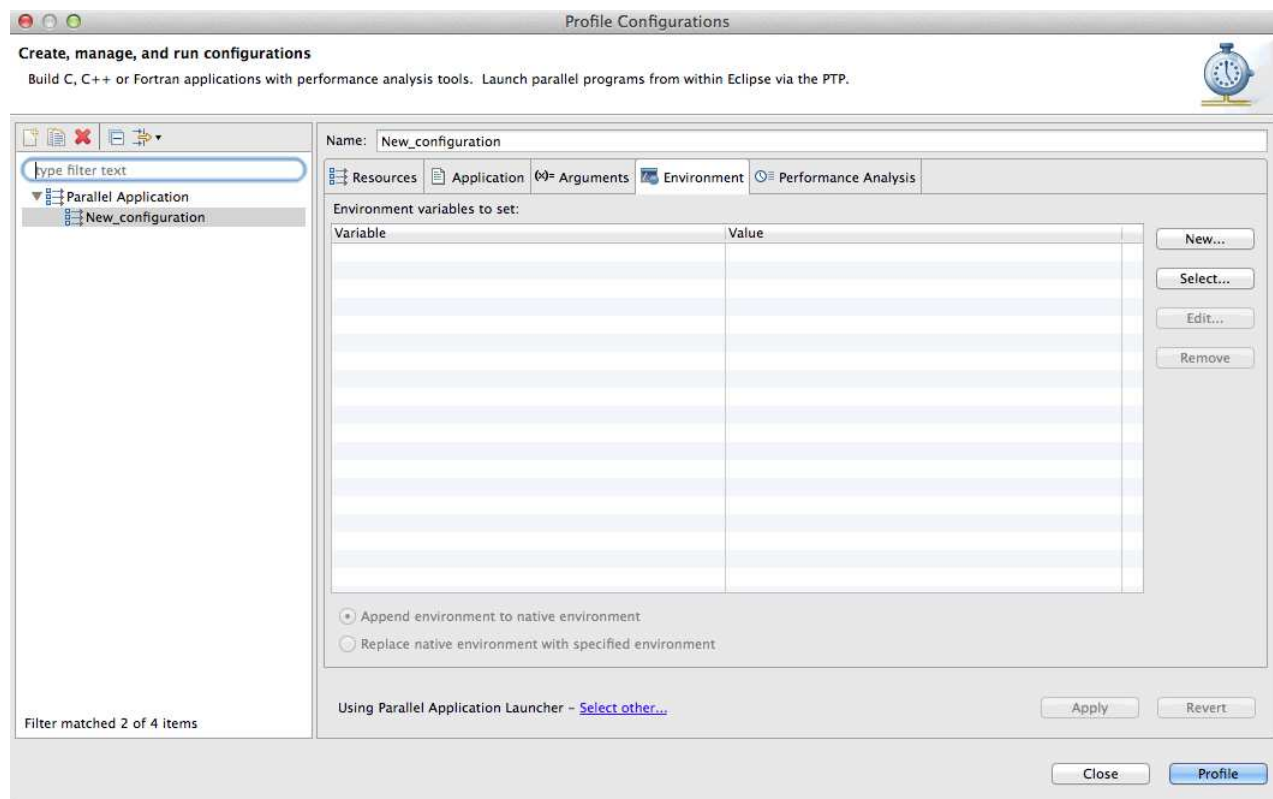 Profile Configurations
Create, manage, and run configurations
Build C, C++ or Fortran applications with performance analysis tools.  Launch parallel programs from within Eclipse via the PTP.
type filter text
Parallel Application
New_configuration
Filter matched 2 of 4 items
Name: New_configuration
Resources Application (x)= Arguments Environment Performance Analysis
Environment variables to set:
Variable Value
New...
Select...
Edit...
Remove
Append environment to native environment
Replace native environment with specified environment
Using Parallel Application Launcher – Select other...
Apply Revert
Close Profile